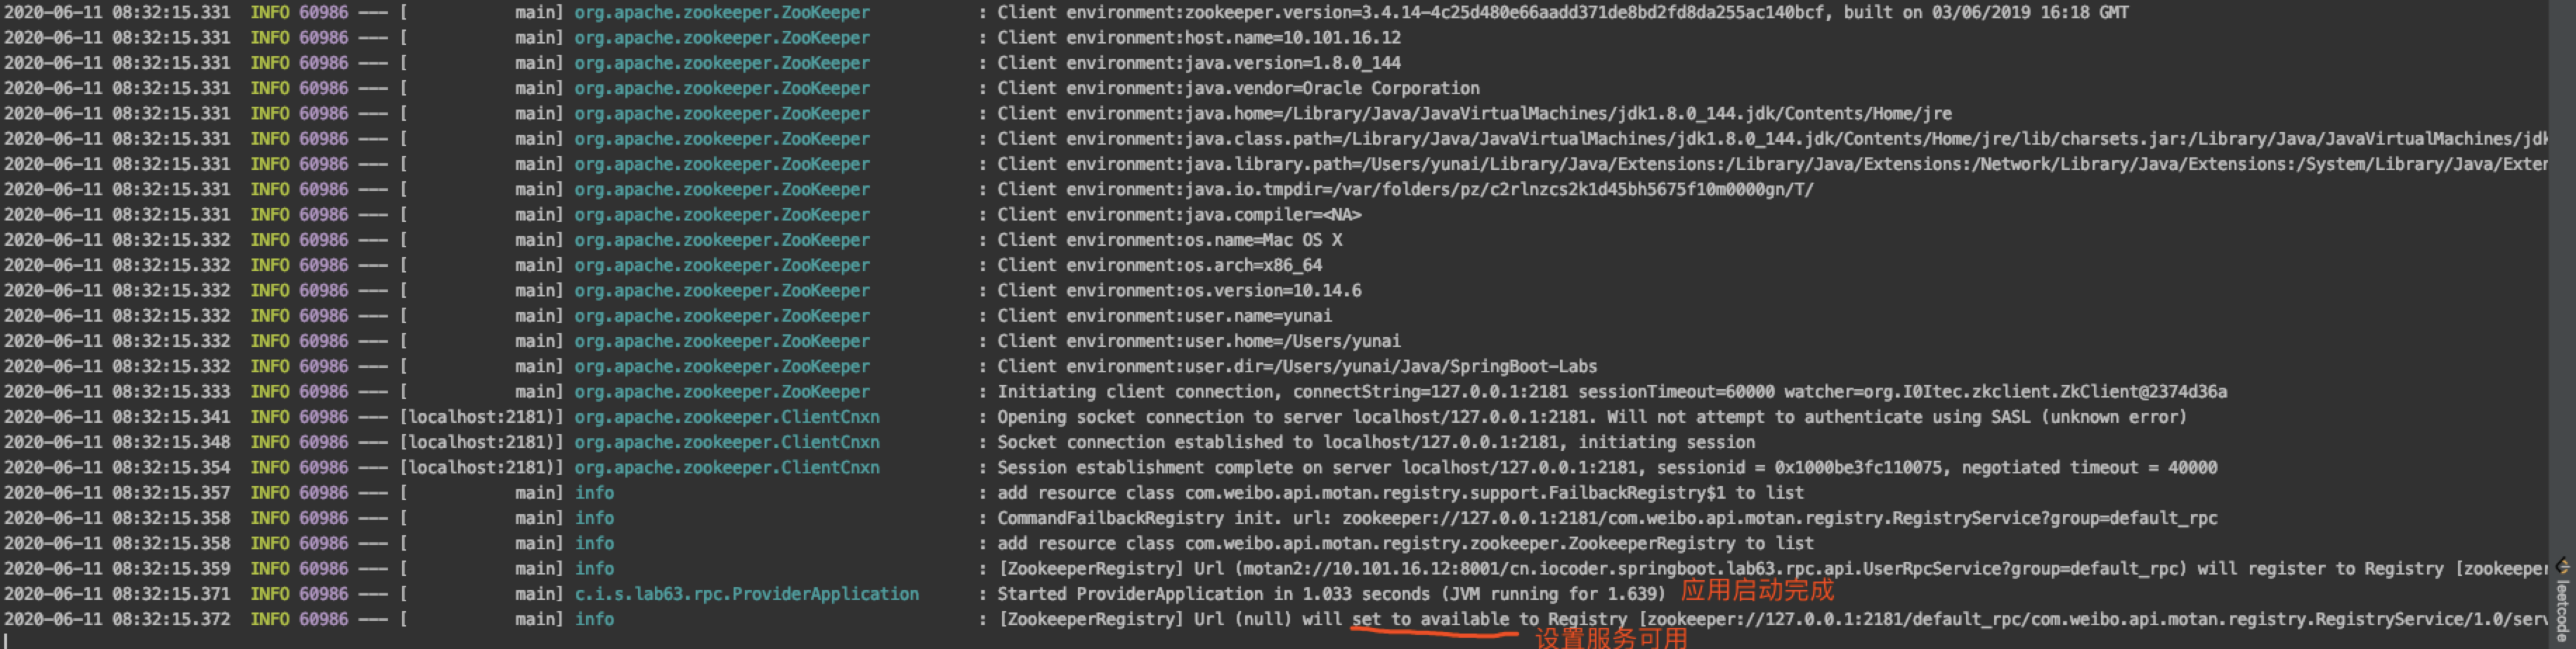 2020-06-11 08:32:15.331  INFO 60986 --- [           main] org.apache.zookeeper.ZooKeeper           : Client environment:zookeeper.version=3.4.14-4c25d480e66aadd371de8bd2fd8da255ac140bcf, built on 03/06/2019 16:18 GMT
2020-06-11 08:32:15.331  INFO 60986 --- [           main] org.apache.zookeeper.ZooKeeper           : Client environment:host.name=10.101.16.12
2020-06-11 08:32:15.331  INFO 60986 --- [           main] org.apache.zookeeper.ZooKeeper           : Client environment:java.version=1.8.0_144
2020-06-11 08:32:15.331  INFO 60986 --- [           main] org.apache.zookeeper.ZooKeeper           : Client environment:java.vendor=Oracle Corporation
2020-06-11 08:32:15.331  INFO 60986 --- [           main] org.apache.zookeeper.ZooKeeper           : Client environment:java.home=/Library/Java/JavaVirtualMachines/jdk1.8.0_144.jdk/Contents/Home/jre
2020-06-11 08:32:15.331  INFO 60986 --- [           main] org.apache.zookeeper.ZooKeeper           : Client environment:java.class.path=/Library/Java/JavaVirtualMachines/jdk1.8.0_144.jdk/Contents/Home/jre/lib/charsets.jar:/Library/Java/JavaVirtualMachines/jdk
2020-06-11 08:32:15.331  INFO 60986 --- [           main] org.apache.zookeeper.ZooKeeper           : Client environment:java.library.path=/Users/yunai/Library/Java/Extensions:/Library/Java/Extensions:/Network/Library/Java/Extensions:/System/Library/Java/Exter
2020-06-11 08:32:15.331  INFO 60986 --- [           main] org.apache.zookeeper.ZooKeeper           : Client environment:java.io.tmpdir=/var/folders/pz/c2rlnzcs2k1d45bh5675f10m0000gn/T/
2020-06-11 08:32:15.331  INFO 60986 --- [           main] org.apache.zookeeper.ZooKeeper           : Client environment:java.compiler=<NA>
2020-06-11 08:32:15.332  INFO 60986 --- [           main] org.apache.zookeeper.ZooKeeper           : Client environment:os.name=Mac OS X
2020-06-11 08:32:15.332  INFO 60986 --- [           main] org.apache.zookeeper.ZooKeeper           : Client environment:os.arch=x86_64
2020-06-11 08:32:15.332  INFO 60986 --- [           main] org.apache.zookeeper.ZooKeeper           : Client environment:os.version=10.14.6
2020-06-11 08:32:15.332  INFO 60986 --- [           main] org.apache.zookeeper.ZooKeeper           : Client environment:user.name=yunai
2020-06-11 08:32:15.332  INFO 60986 --- [           main] org.apache.zookeeper.ZooKeeper           : Client environment:user.home=/Users/yunai
2020-06-11 08:32:15.332  INFO 60986 --- [           main] org.apache.zookeeper.ZooKeeper           : Client environment:user.dir=/Users/yunai/Java/SpringBoot-Labs
2020-06-11 08:32:15.333  INFO 60986 --- [           main] org.apache.zookeeper.ZooKeeper           : Initiating client connection, connectString=127.0.0.1:2181 sessionTimeout=60000 watcher=org.I0Itec.zkclient.ZkClient@2374d36a
2020-06-11 08:32:15.341  INFO 60986 --- [localhost:2181)] org.apache.zookeeper.ClientCnxn          : Opening socket connection to server localhost/127.0.0.1:2181. Will not attempt to authenticate using SASL (unknown error)
2020-06-11 08:32:15.348  INFO 60986 --- [localhost:2181)] org.apache.zookeeper.ClientCnxn          : Socket connection established to localhost/127.0.0.1:2181, initiating session
2020-06-11 08:32:15.354  INFO 60986 --- [localhost:2181)] org.apache.zookeeper.ClientCnxn          : Session establishment complete on server localhost/127.0.0.1:2181, sessionid = 0x1000be3fc110075, negotiated timeout = 40000
2020-06-11 08:32:15.357  INFO 60986 --- [           main] info                                     : add resource class com.weibo.api.motan.registry.support.FailbackRegistry$1 to list
2020-06-11 08:32:15.358  INFO 60986 --- [           main] info                                     : CommandFailbackRegistry init. url: zookeeper://127.0.0.1:2181/com.weibo.api.motan.registry.RegistryService?group=default_rpc
2020-06-11 08:32:15.358  INFO 60986 --- [           main] info                                     : add resource class com.weibo.api.motan.registry.zookeeper.ZookeeperRegistry to list
2020-06-11 08:32:15.359  INFO 60986 --- [           main] info                                     : [ZookeeperRegistry] Url (motan2://10.101.16.12:8001/cn.iocoder.springboot.lab63.rpc.api.UserRpcService?group=default_rpc) will register to Registry [zookeeper
2020-06-11 08:32:15.371  INFO 60986 --- [           main] c.i.s.lab63.rpc.ProviderApplication      : Started ProviderApplication in 1.033 seconds (JVM running for 1.639) 应用启动完成
2020-06-11 08:32:15.372  INFO 60986 --- [           main] info                                     : [ZookeeperRegistry] Url (null) will set to available to Registry [zookeeper://127.0.0.1:2181/default_rpc/com.weibo.api.motan.registry.RegistryService/1.0/serv
设置服务可用
leetcode